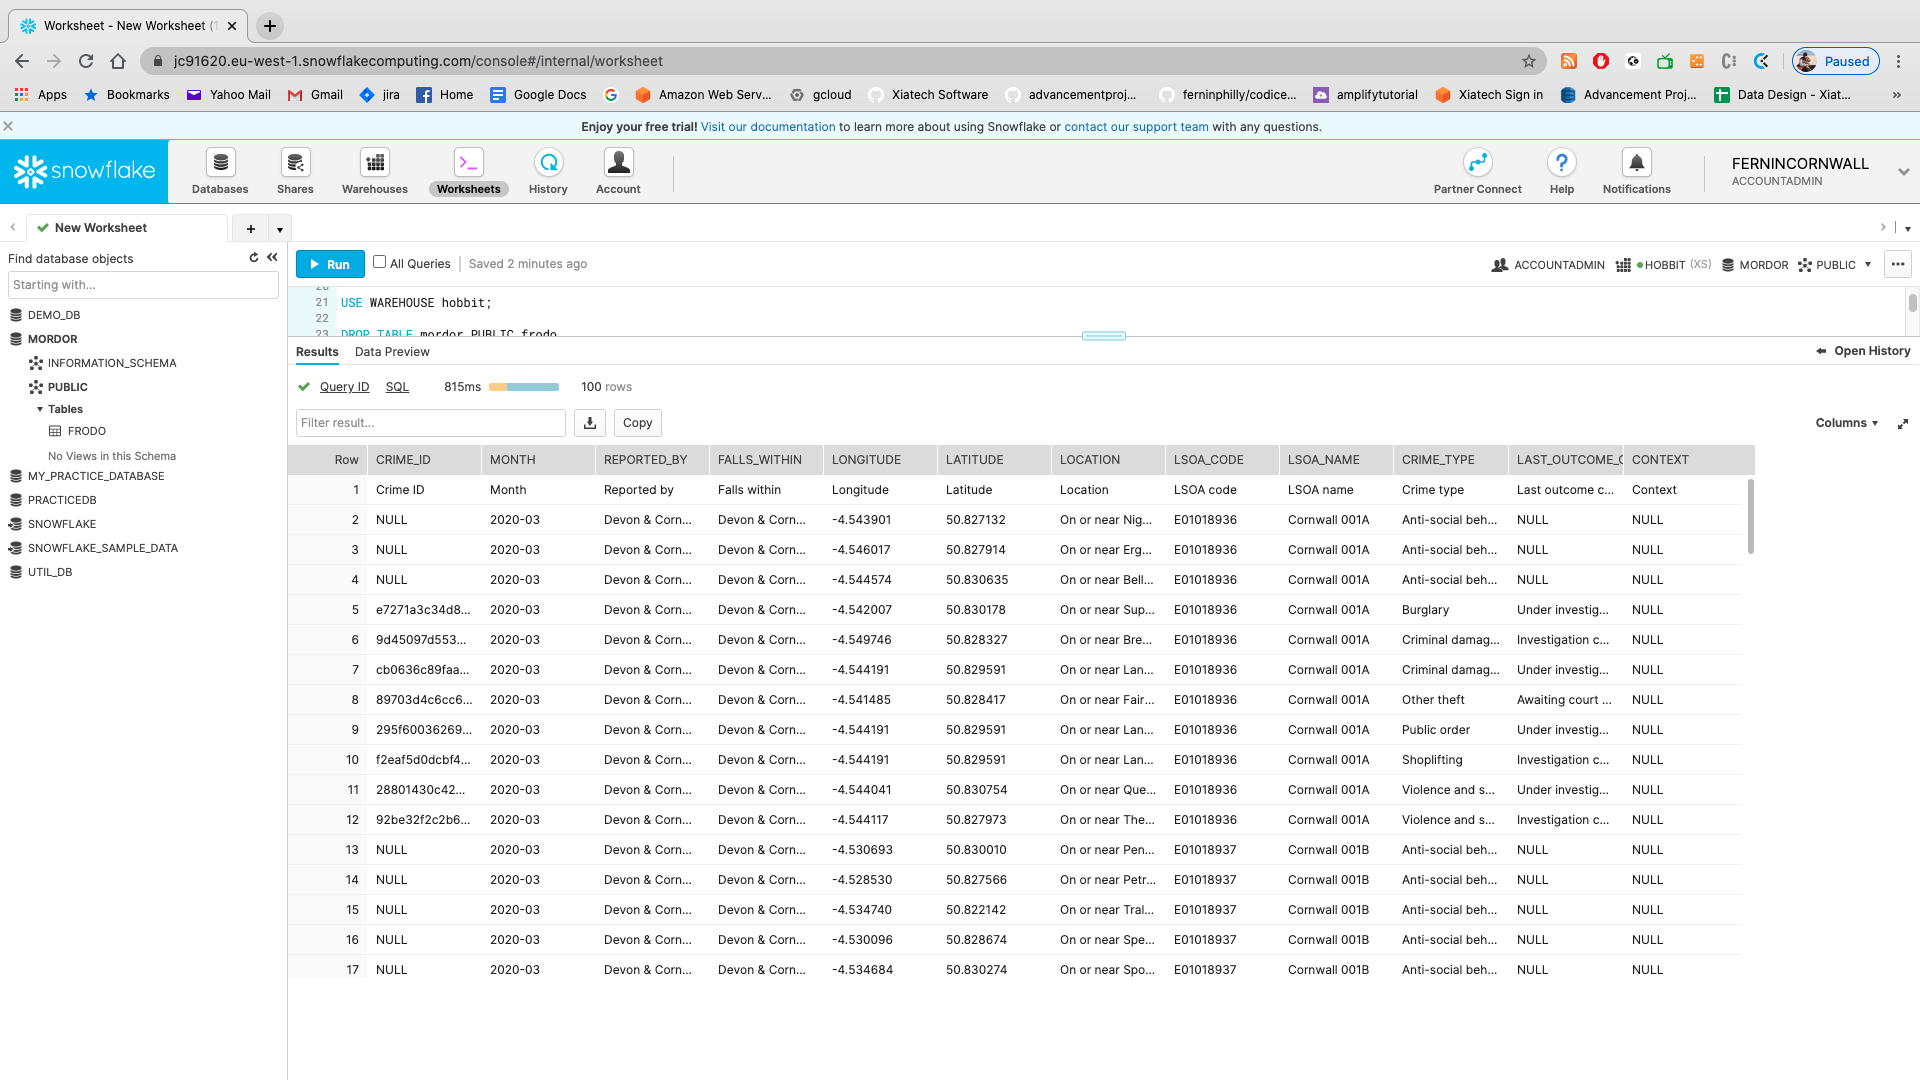 Worksheet - New Worksheet (1
jc91620.eu-west-1.snowflakecomputing.com/console#/internal/worksheet
Paused
Apps Bookmarks Yahoo Mail Gmail jira Home Google Docs Amazon Web Serv... gcloud Xiatech Software advancementproj... ferninphilly/codice... amplifytutorial Xiatech Sign in Advancement Proj... Data Design - Xiat... »
Enjoy your free trial! Visit our documentation to learn more about using Snowflake or contact our support team with any questions.
snowflake
Databases Shares Warehouses Worksheets History Account Partner Connect Help Notifications
FERNINCORNWALL
ACCOUNTADMIN
New Worksheet
Find database objects
Starting with...
DEMO_DB
MORDOR
INFORMATION_SCHEMA
PUBLIC
Tables
FRODO
No Views in this Schema
MY_PRACTICE_DATABASE
PRACTICEDB
SNOWFLAKE
SNOWFLAKE_SAMPLE_DATA
UTIL_DB
Run All Queries Saved 2 minutes ago ACCOUNTADMIN HOBBIT (XS) MORDOR PUBLIC
20
21 USE WAREHOUSE hobbit;
22
23 DROP TABLE mordor.PUBLIC.frodo
Results Data Preview Open History
Query ID SQL 815ms 100 rows
Filter result... Copy Columns
Row CRIME_ID MONTH REPORTED_BY FALLS_WITHIN LONGITUDE LATITUDE LOCATION LSOA_CODE LSOA_NAME CRIME_TYPE LAST_OUTCOME_C CONTEXT
1 Crime ID Month Reported by Falls within Longitude Latitude Location LSOA code LSOA name Crime type Last outcome c... Context
2 NULL 2020-03 Devon & Corn... Devon & Corn... -4.543901 50.827132 On or near Nig... E01018936 Cornwall 001A Anti-social beh... NULL NULL
3 NULL 2020-03 Devon & Corn... Devon & Corn... -4.546017 50.827914 On or near Erg... E01018936 Cornwall 001A Anti-social beh... NULL NULL
4 NULL 2020-03 Devon & Corn... Devon & Corn... -4.544574 50.830635 On or near Bell... E01018936 Cornwall 001A Anti-social beh... NULL NULL
5 e7271a3c34d8... 2020-03 Devon & Corn... Devon & Corn... -4.542007 50.830178 On or near Sup... E01018936 Cornwall 001A Burglary Under investig... NULL
6 9d45097d553... 2020-03 Devon & Corn... Devon & Corn... -4.549746 50.828327 On or near Bre... E01018936 Cornwall 001A Criminal damag... Investigation c... NULL
7 cb0636c89faa... 2020-03 Devon & Corn... Devon & Corn... -4.544191 50.829591 On or near Lan... E01018936 Cornwall 001A Criminal damag... Under investig... NULL
8 89703d4c6cc6... 2020-03 Devon & Corn... Devon & Corn... -4.541485 50.828417 On or near Fair... E01018936 Cornwall 001A Other theft Awaiting court ... NULL
9 295f60036269... 2020-03 Devon & Corn... Devon & Corn... -4.544191 50.829591 On or near Lan... E01018936 Cornwall 001A Public order Under investig... NULL
10 f2eaf5d0dcbf4... 2020-03 Devon & Corn... Devon & Corn... -4.544191 50.829591 On or near Lan... E01018936 Cornwall 001A Shoplifting Investigation c... NULL
11 28801430c42... 2020-03 Devon & Corn... Devon & Corn... -4.544041 50.830754 On or near Que... E01018936 Cornwall 001A Violence and s... Under investig... NULL
12 92be32f2c2b6... 2020-03 Devon & Corn... Devon & Corn... -4.544117 50.827973 On or near The... E01018936 Cornwall 001A Violence and s... Investigation c... NULL
13 NULL 2020-03 Devon & Corn... Devon & Corn... -4.530693 50.830010 On or near Pen... E01018937 Cornwall 001B Anti-social beh... NULL NULL
14 NULL 2020-03 Devon & Corn... Devon & Corn... -4.528530 50.827566 On or near Petr... E01018937 Cornwall 001B Anti-social beh... NULL NULL
15 NULL 2020-03 Devon & Corn... Devon & Corn... -4.534740 50.822142 On or near Tral... E01018937 Cornwall 001B Anti-social beh... NULL NULL
16 NULL 2020-03 Devon & Corn... Devon & Corn... -4.530096 50.828674 On or near Spe... E01018937 Cornwall 001B Anti-social beh... NULL NULL
17 NULL 2020-03 Devon & Corn... Devon & Corn... -4.534684 50.830274 On or near Spo... E01018937 Cornwall 001B Anti-social beh... NULL NULL